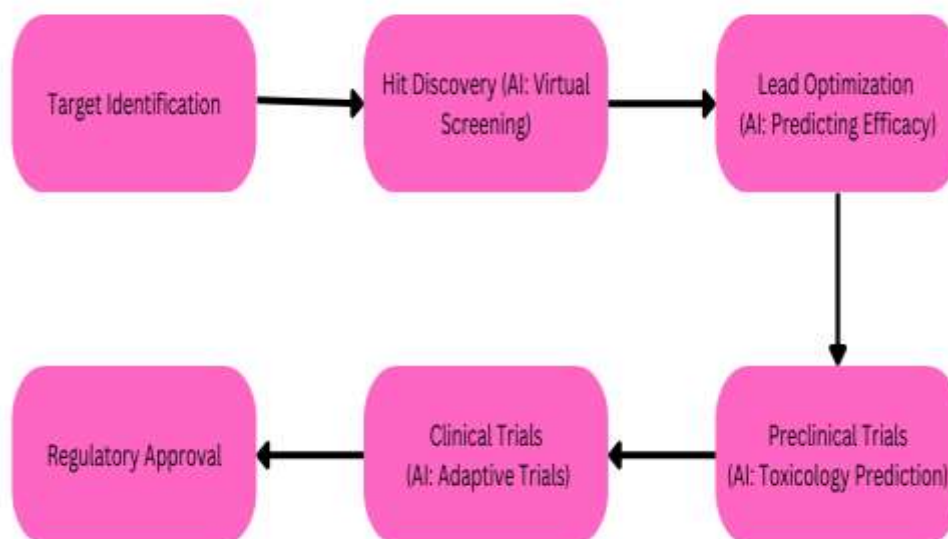 Target Identification
Hit Discovery (AI: Virtual
Screening)
Lead Optimization
(AI: Predicting Efficacy)
Preclinical Trials
(AI: Toxicology Prediction)
Clinical Trials
(AI: Adaptive Trials)
Regulatory Approval